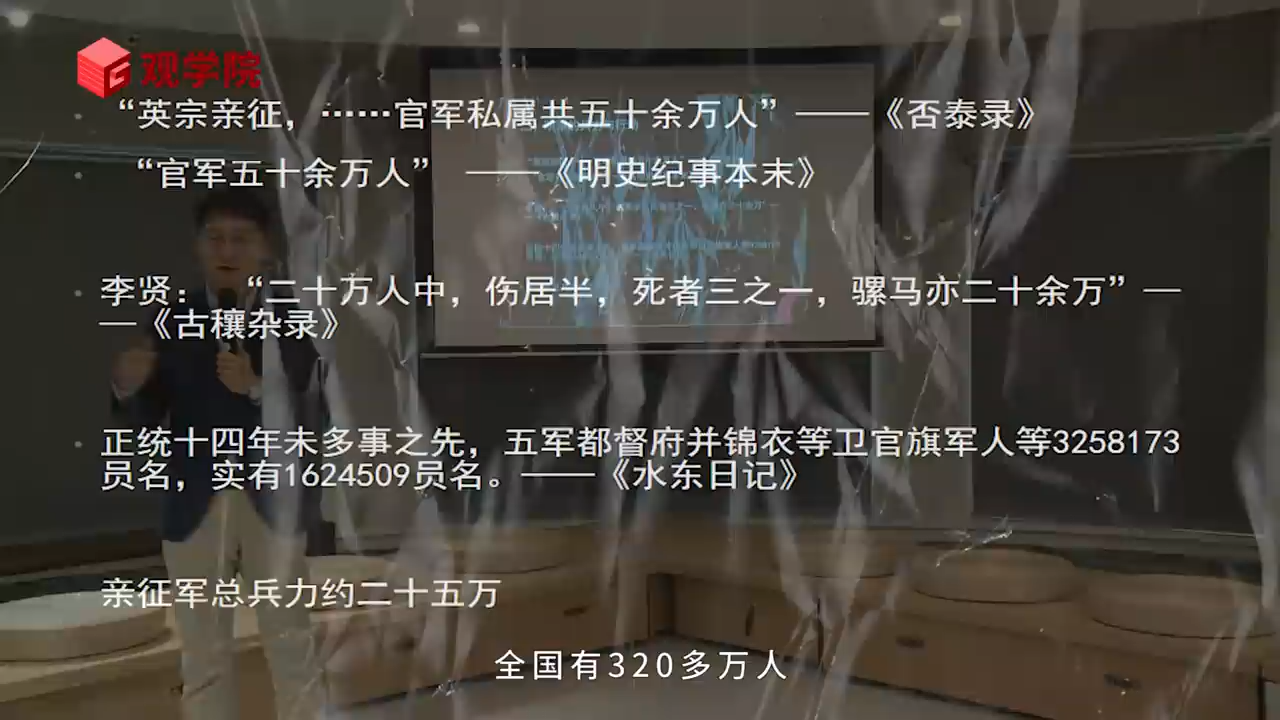 观学院
“英宗亲征，……官军私属共五十余万人”——《否泰录》
“官军五十余万人” ——《明史纪事本末》
李贤： “二十万人中，伤居半，死者三之一，骡马亦二十余万”—
—《古穰杂录》
正统十四年未多事之先，五军都督府并锦衣等卫官旗军人等3258173
员名，实有1624509员名。——《水东日记》
亲征军总兵力约二十五万
全国有320多万人